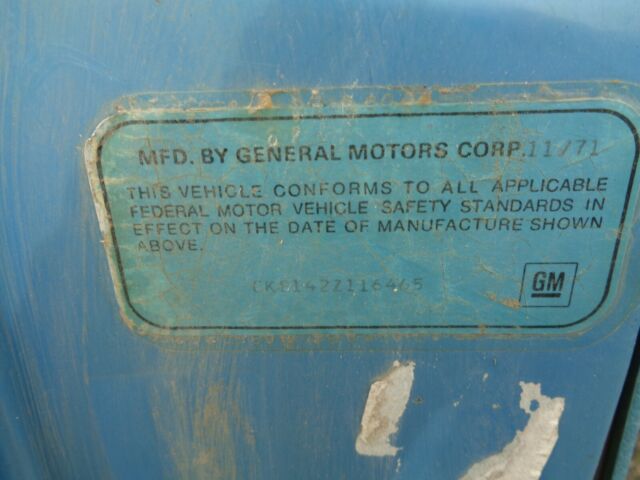 MFD. BY GENERAL MOTORS CORP. 11/71
THIS VEHICLE CONFORMS TO ALL APPLICABLE
FEDERAL MOTOR VEHICLE SAFETY STANDARDS IN
EFFECT ON THE DATE OF MANUFACTURE SHOWN
ABOVE.
CKE142Z116465
GM